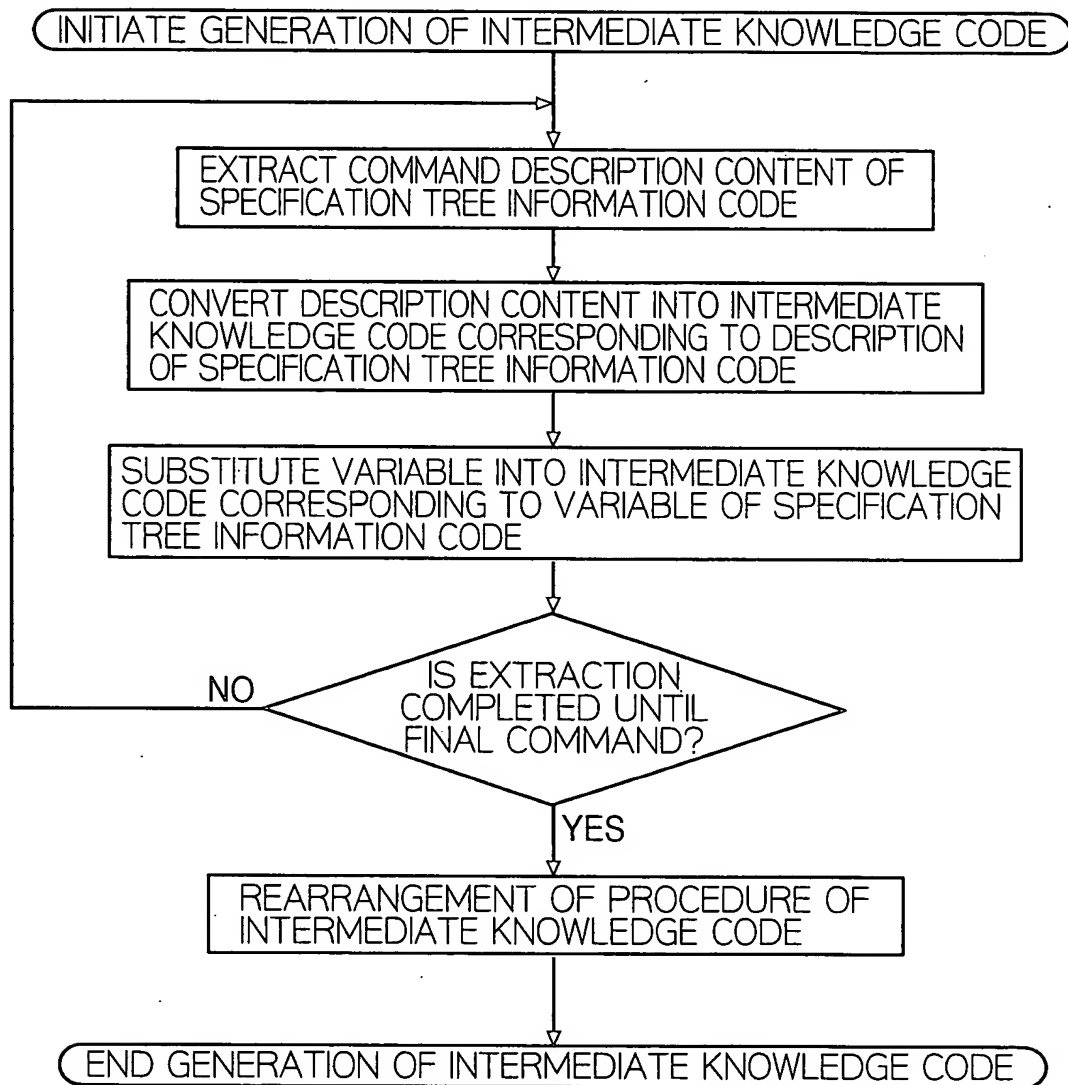 INITIATE GENERATION OF INTERMEDIATE KNOWLEDGE CODE
EXTRACT COMMAND DESCRIPTION CONTENT OF
SPECIFICATION TREE INFORMATION CODE
CONVERT DESCRIPTION CONTENT INTO INTERMEDIATE
KNOWLEDGE CODE CORRESPONDING TO DESCRIPTION
OF SPECIFICATION TREE INFORMATION CODE
SUBSTITUTE VARIABLE INTO INTERMEDIATE KNOWLEDGE
CODE CORRESPONDING TO VARIABLE OF SPECIFICATION
TREE INFORMATION CODE
IS EXTRACTION
COMPLETED UNTIL
FINAL COMMAND?
NO
YES
REARRANGEMENT OF PROCEDURE OF
INTERMEDIATE KNOWLEDGE CODE
END GENERATION OF INTERMEDIATE KNOWLEDGE CODE